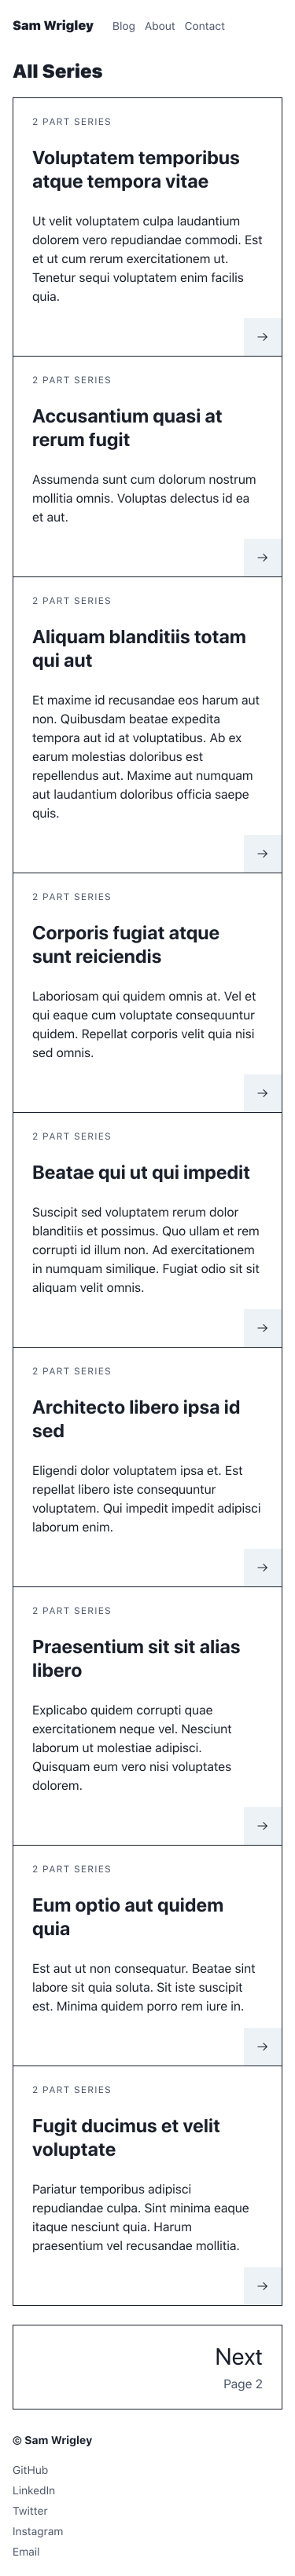 Sam Wrigley Blog About Contact
All Series
2 PART SERIES
Voluptatem temporibus
atque tempora vitae
Ut velit voluptatem culpa laudantium
dolorem vero repudiandae commodi. Est
et ut cum rerum exercitationem ut.
Tenetur sequi voluptatem enim facilis
quia.
→
2 PART SERIES
Accusantium quasi at
rerum fugit
Assumenda sunt cum dolorum nostrum
mollitia omnis. Voluptas delectus id ea
et aut.
→
2 PART SERIES
Aliquam blanditiis totam
qui aut
Et maxime id recusandae eos harum aut
non. Quibusdam beatae expedita
tempora aut id at voluptatibus. Ab ex
earum molestias doloribus est
repellendus aut. Maxime aut numquam
aut laudantium doloribus officia saepe
quis.
→
2 PART SERIES
Corporis fugiat atque
sunt reiciendis
Laboriosam qui quidem omnis at. Vel et
qui eaque cum voluptate consequuntur
quidem. Repellat corporis velit quia nisi
sed omnis.
→
2 PART SERIES
Beatae qui ut qui impedit
Suscipit sed voluptatem rerum dolor
blanditiis et possimus. Quo ullam et rem
corrupti id illum non. Ad exercitationem
in numquam similique. Fugiat odio sit sit
aliquam velit omnis.
→
2 PART SERIES
Architecto libero ipsa id
sed
Eligendi dolor voluptatem ipsa et. Est
repellat libero iste consequuntur
voluptatem. Qui impedit impedit adipisci
laborum enim.
→
2 PART SERIES
Praesentium sit sit alias
libero
Explicabo quidem corrupti quae
exercitationem neque vel. Nesciunt
laborum ut molestiae adipisci.
Quisquam eum vero nisi voluptates
dolorem.
→
2 PART SERIES
Eum optio aut quidem
quia
Est aut ut non consequatur. Beatae sint
labore sit quia soluta. Sit iste suscipit
est. Minima quidem porro rem iure in.
→
2 PART SERIES
Fugit ducimus et velit
voluptate
Pariatur temporibus adipisci
repudiandae culpa. Sint minima eaque
itaque nesciunt quia. Harum
praesentium vel recusandae mollitia.
→
Next
Page 2
© Sam Wrigley
GitHub
LinkedIn
Twitter
Instagram
Email